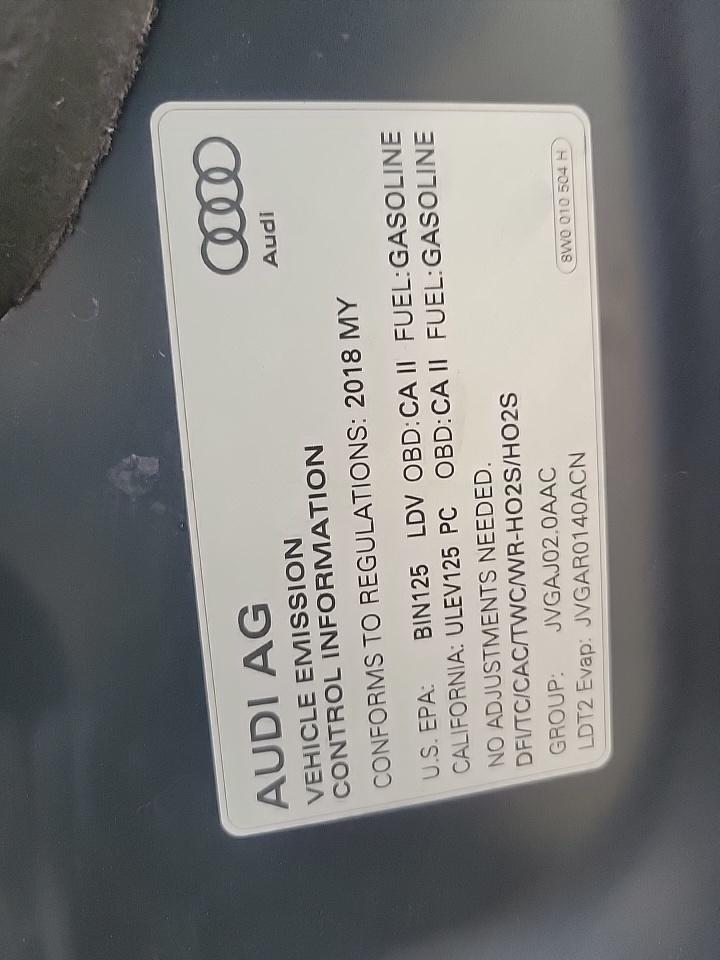 AUDI AG
Audi
VEHICLE EMISSION
CONTROL INFORMATION
CONFORMS TO REGULATIONS: 2018 MY
U.S. EPA: BIN125 LDV OBD:CA II FUEL:GASOLINE
CALIFORNIA: ULEV125 PC OBD:CA II FUEL:GASOLINE
NO ADJUSTMENTS NEEDED.
DFI/TC/CAC/TWC/WR-HO2S/HO2S
GROUP: JVGAJ02.0AAC
LDT2 Evap: JVGAR0140ACN
8W0 010 504 H